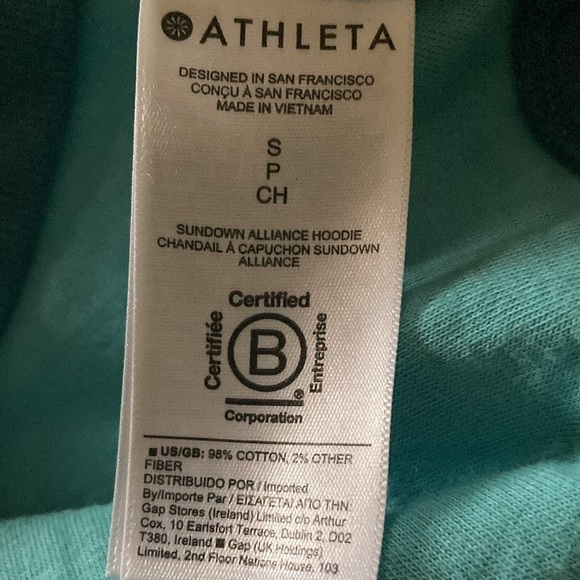 ATHLETA
DESIGNED IN SAN FRANCISCO
CONÇU À SAN FRANCISCO
MADE IN VIETNAM
S
P
CH
SUNDOWN ALLIANCE HOODIE
CHANDAIL À CAPUCHON SUNDOWN
ALLIANCE
Certified
Certifiée
B
®
Entreprise
Corporation
■ US/GB: 98% COTTON, 2% OTHER
FIBER
DISTRIBUIDO POR / Imported
By/Importe Par / ΕΙΣΑΓΕΤΑΙ ΑΠΟ ΤΗΝ:
Gap Stores (Ireland) Limited c/o Arthur
Cox, 10 Earlsfort Terrace, Dublin 2, D02
T380, Ireland ■ Gap (UK Holdings)
Limited, 2nd Floor Nations House, 103